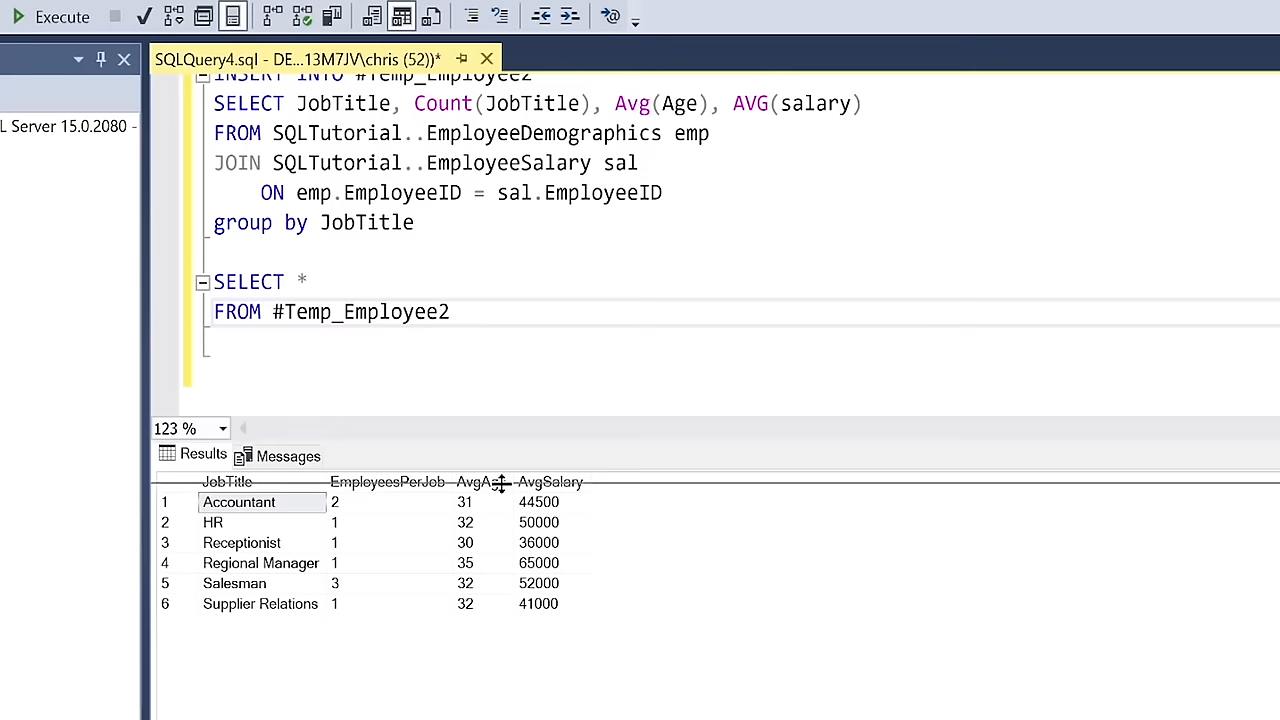 Execute
SQLQuery4.sql - DE...13M7JV\chris (52))*
L Server 15.0.2080 -
INSERT INTO #Temp_Employee2
SELECT JobTitle, Count(JobTitle), Avg(Age), AVG(salary)
FROM SQLTutorial..EmployeeDemographics emp
JOIN SQLTutorial..EmployeeSalary sal
ON emp.EmployeeID = sal.EmployeeID
group by JobTitle
SELECT *
FROM #Temp_Employee2
123 %
Results Messages
JobTitle EmployeesPerJob AvgAge AvgSalary
1 Accountant 2 31 44500
2 HR 1 32 50000
3 Receptionist 1 30 36000
4 Regional Manager 1 35 65000
5 Salesman 3 32 52000
6 Supplier Relations 1 32 41000